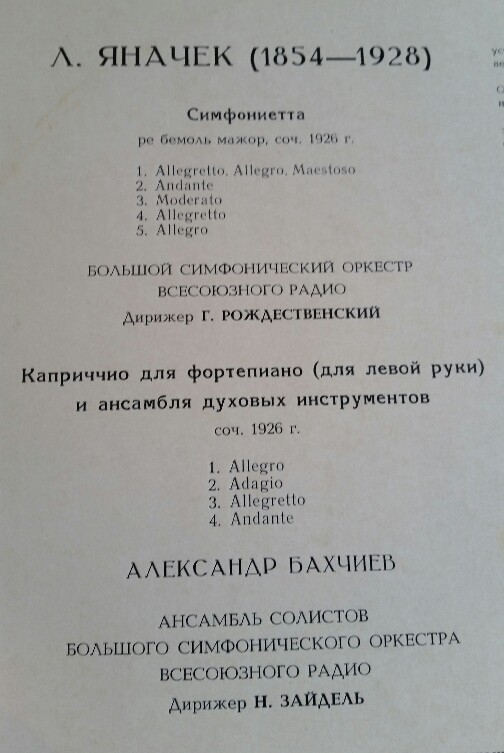 Л. ЯНАЧЕК (1854—1928)
Симфониетта
ре бемоль мажор, соч. 1926 г.
1. Allegretto, Allegro, Maestoso
2. Andante
3. Moderato
4. Allegretto
5. Allegro
БОЛЬШОЙ СИМФОНИЧЕСКИЙ ОРКЕСТР
ВСЕСОЮЗНОГО РАДИО
Дирижер Г. РОЖДЕСТВЕНСКИЙ
Каприччио для фортепиано (для левой руки)
и ансамбля духовых инструментов
соч. 1926 г.
1. Allegro
2. Adagio
3. Allegretto
4. Andante
АЛЕКСАНДР БАХЧИЕВ
АНСАМБЛЬ СОЛИСТОВ
БОЛЬШОГО СИМФОНИЧЕСКОГО ОРКЕСТРА
ВСЕСОЮЗНОГО РАДИО
Дирижер Н. ЗАЙДЕЛЬ